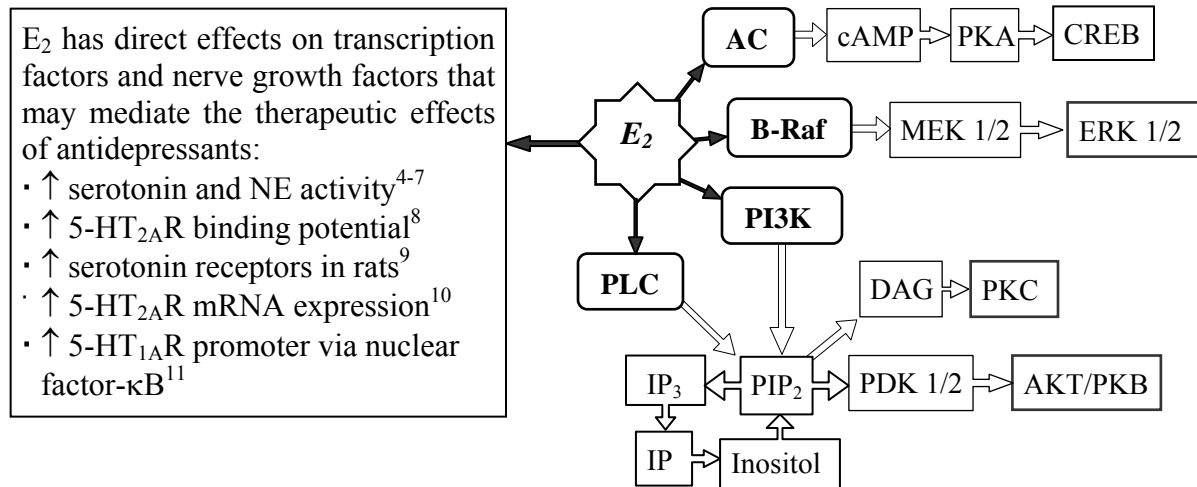 E₂ has direct effects on transcription
factors and nerve growth factors that
may mediate the therapeutic effects
of antidepressants:
· ↑ serotonin and NE activity⁴⁻⁷
· ↑ 5-HT₂ₐR binding potential⁸
· ↑ serotonin receptors in rats⁹
· ↑ 5-HT₂ₐR mRNA expression¹⁰
· ↑ 5-HT₁ₐR promoter via nuclear
factor-κB¹¹
E₂
AC
cAMP
PKA
CREB
B-Raf
MEK 1/2
ERK 1/2
PI3K
PLC
DAG
PKC
IP₃
PIP₂
PDK 1/2
AKT/PKB
IP
Inositol